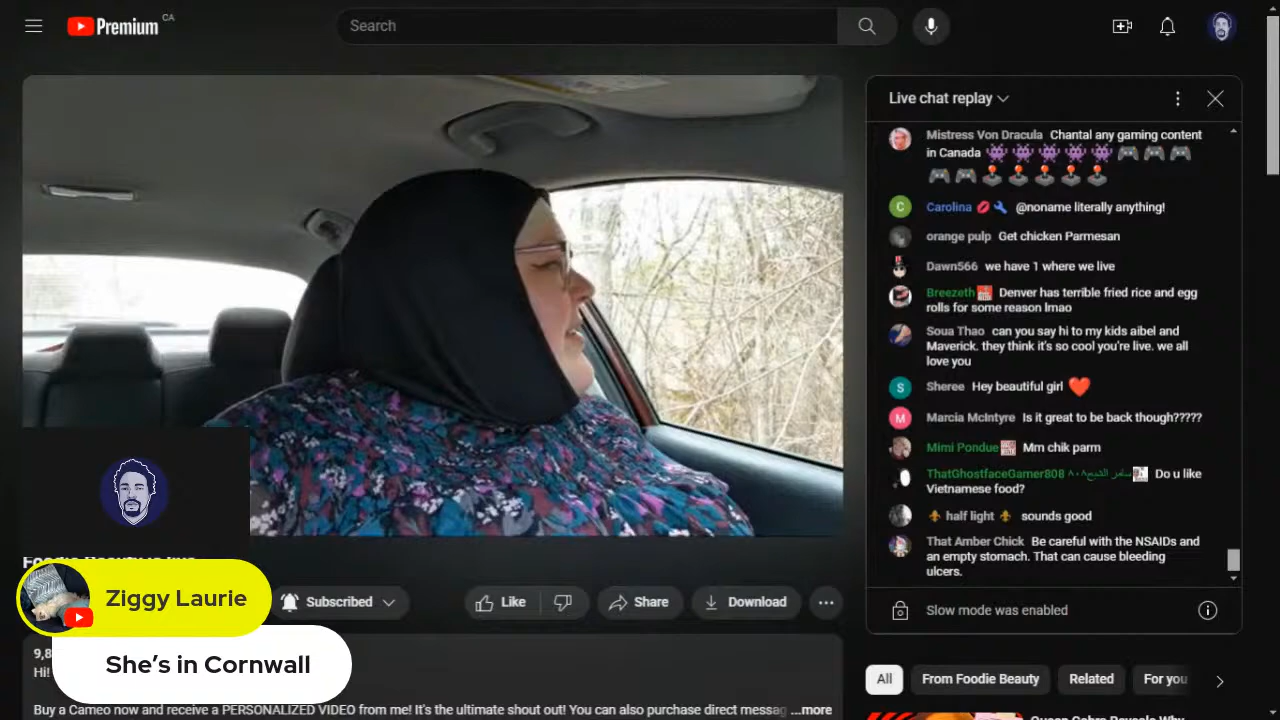 Premium CA
Search
Live chat replay
Mistress Von Dracula Chantal any gaming content
in Canada 👾👾👾👾👾🎮🎮🎮
🎮🎮🕹️🕹️🕹️🕹️🕹️
C Carolina 💋🔧 @noname literally anything!
orange pulp Get chicken Parmesan
Dawn566 we have 1 where we live
Breezeth Denver has terrible fried rice and egg
rolls for some reason lmao
Soua Thao can you say hi to my kids aibel and
Maverick. they think it's so cool you're live. we all
love you
S Sheree Hey beautiful girl ❤️
M Marcia McIntyre Is it great to be back though?????
Mimi Pondue Mm chik parm
ThatGhostfaceGamer808 Do u like
Vietnamese food?
⚜️ half light ⚜️ sounds good
That Amber Chick Be careful with the NSAIDs and
an empty stomach. That can cause bleeding
ulcers.
Slow mode was enabled
Foodie Beauty is live
Ziggy Laurie
She's in Cornwall
Subscribed
Like
Share
Download
9,8
Hi!
Buy a Cameo now and receive a PERSONALIZED VIDEO from me! It's the ultimate shout out! You can also purchase direct messag ...more
All
From Foodie Beauty
Related
For you